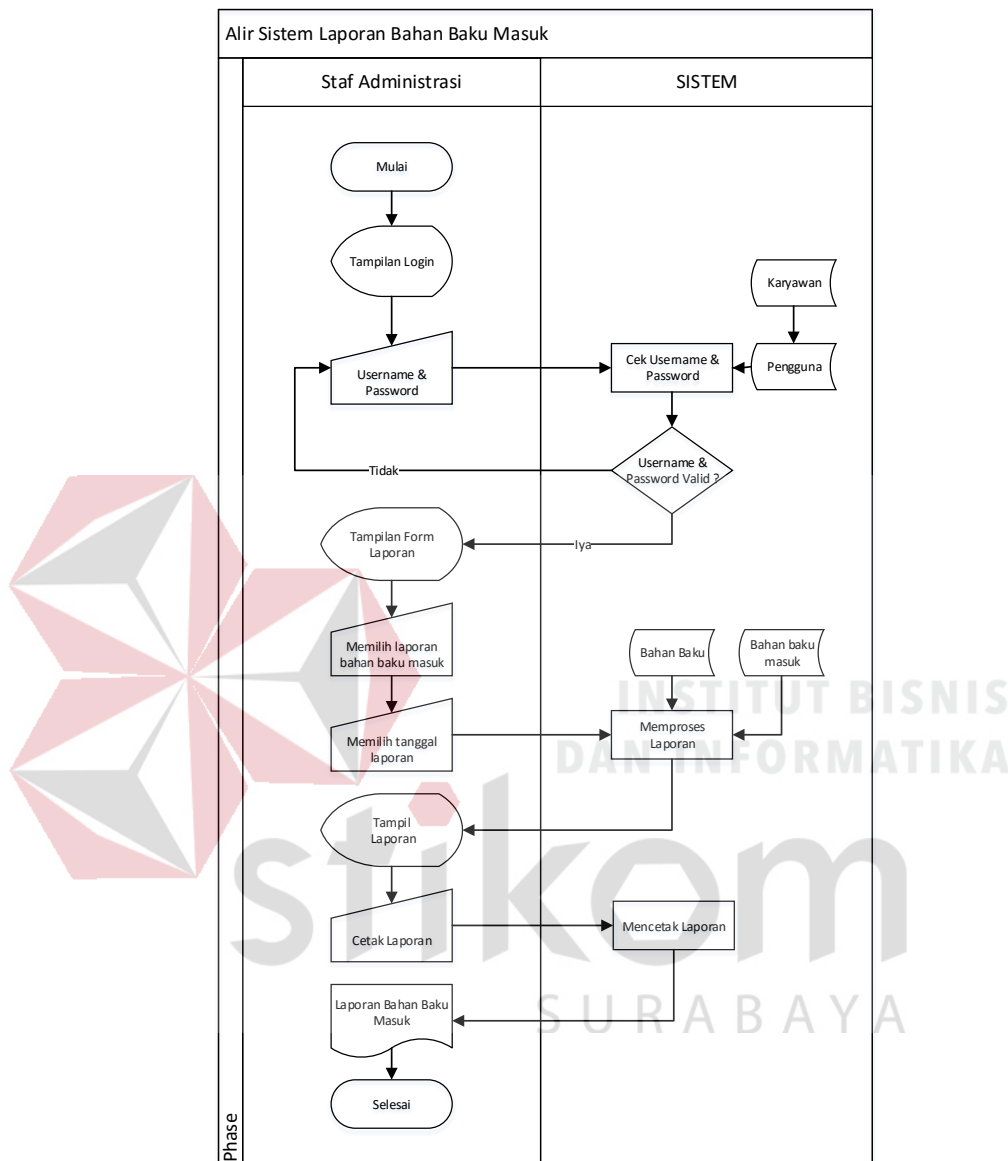 Alir Sistem Laporan Bahan Baku Masuk
Staf Administrasi
SISTEM
Mulai
Tampilan Login
Karyawan
Username &
Password
Cek Username &
Password
Pengguna
Username &
Password Valid ?
Tidak
Iya
Tampilan Form
Laporan
Memilih laporan
bahan baku masuk
Bahan Baku
Bahan baku
masuk
Memilih tanggal
laporan
Memproses
Laporan
INSTITUT BISNIS
DAN INFORMATIKA
Tampil
Laporan
stikom
Cetak Laporan
Mencetak Laporan
Laporan Bahan Baku
Masuk
SURABAYA
Selesai
Phase